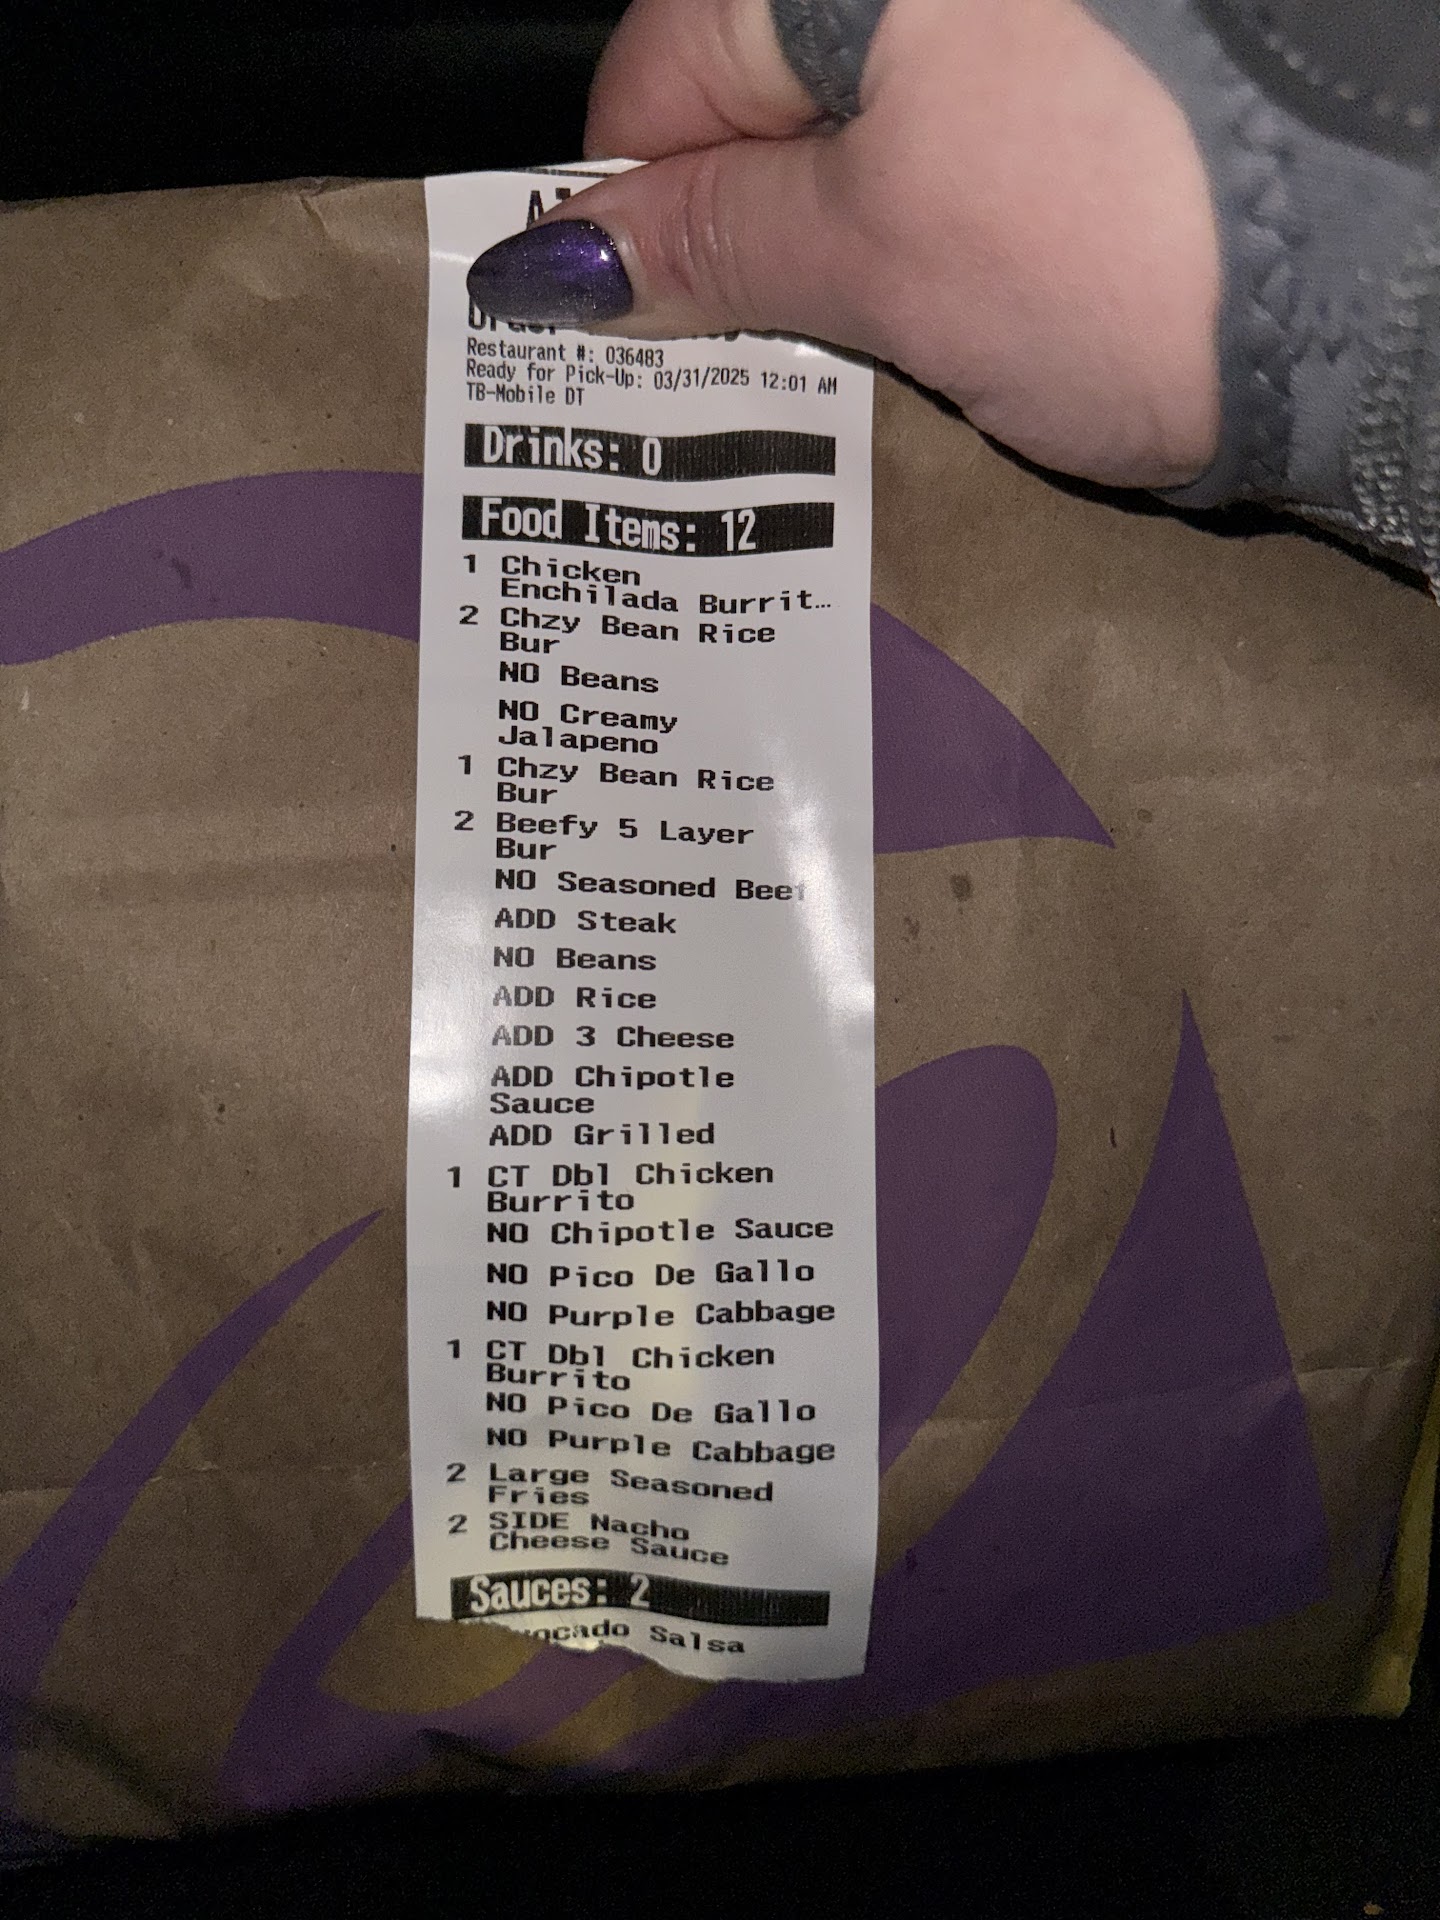 Restaurant #: 036483
Ready for Pick-Up: 03/31/2025 12:01 AM
TB-Mobile DT
Drinks: 0
Food Items: 12
1 Chicken
Enchilada Burrit…
2 Chzy Bean Rice
Bur
NO Beans
NO Creamy
Jalapeno
1 Chzy Bean Rice
Bur
2 Beefy 5 Layer
Bur
NO Seasoned Beef
ADD Steak
NO Beans
ADD Rice
ADD 3 Cheese
ADD Chipotle
Sauce
ADD Grilled
1 CT Dbl Chicken
Burrito
NO Chipotle Sauce
NO Pico De Gallo
NO Purple Cabbage
1 CT Dbl Chicken
Burrito
NO Pico De Gallo
NO Purple Cabbage
2 Large Seasoned
Fries
2 SIDE Nacho
Cheese Sauce
Sauces: 2
Avocado Salsa